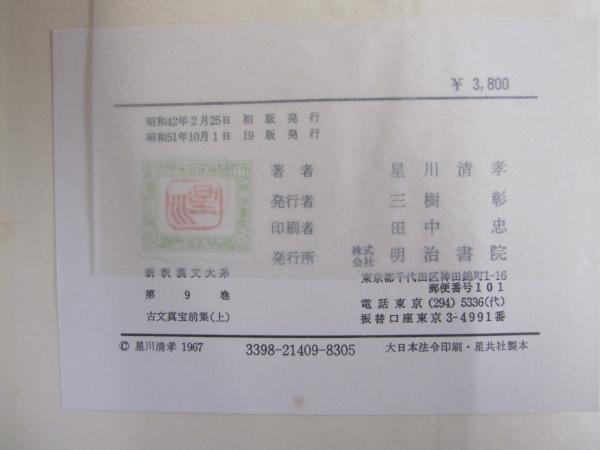 ¥ 3,800
昭和42年2月25日 初版発行
昭和51年10月1日 19版発行
著者 星川清孝
発行者 三樹彰
印刷者 田中忠
発行所 株式会社 明治書院
東京都千代田区神田錦町1-16
郵便番号101
電話東京(294)5336(代)
振替口座東京3-4991番
新釈漢文大系
第9巻
古文真宝前集(上)
© 星川清孝 1967 3398-21409-8305 大日本法令印刷・星共社製本